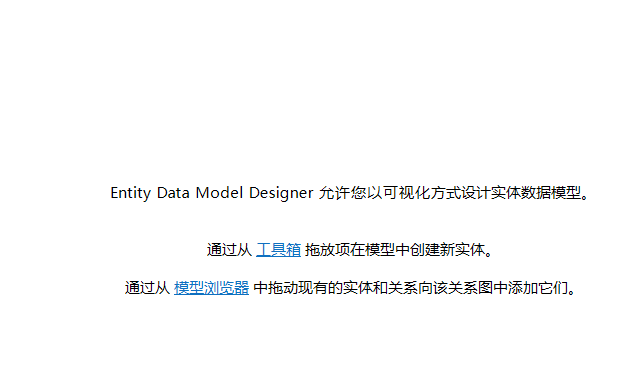 Entity Data Model Designer 允许您以可视化方式设计实体数据模型。
通过从 工具箱 拖放项在模型中创建新实体。
通过从 模型浏览器 中拖动现有的实体和关系向该关系图中添加它们。